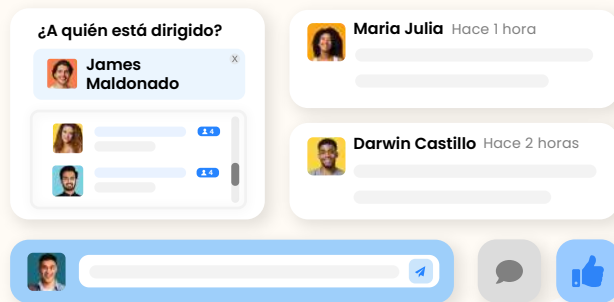 ¿A quién está dirigido?
James
Maldonado
X
4
4
Maria Julia Hace 1 hora
Darwin Castillo Hace 2 horas